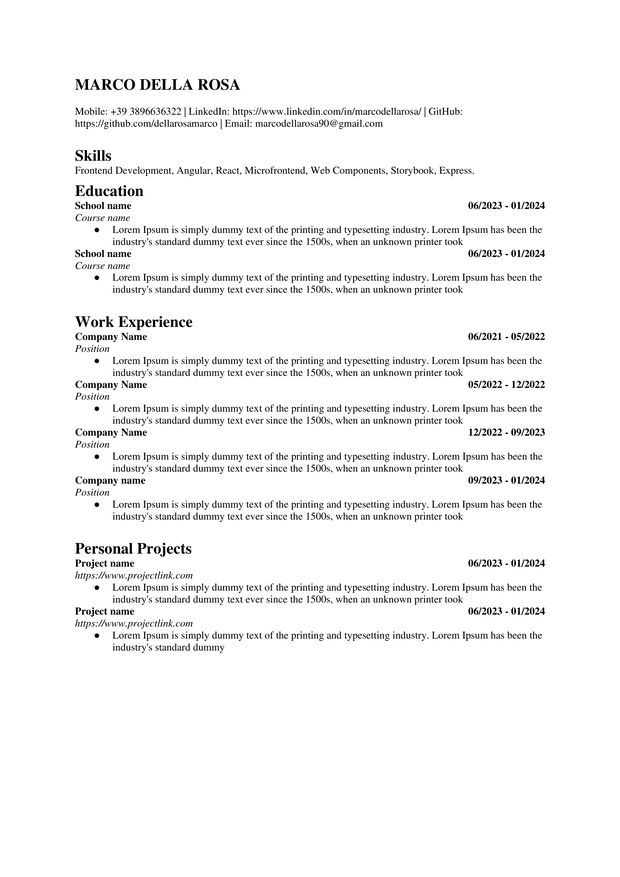 MARCO DELLA ROSA
Mobile: +39 3896636322 | LinkedIn: https://www.linkedin.com/in/marcodellarosa/ | GitHub:
https://github.com/dellarosamarco | Email: marcodellarosa90@gmail.com
Skills
Frontend Development, Angular, React, Microfrontend, Web Components, Storybook, Express.
Education
School name 06/2023 - 01/2024
Course name
● Lorem Ipsum is simply dummy text of the printing and typesetting industry. Lorem Ipsum has been the
industry's standard dummy text ever since the 1500s, when an unknown printer took
School name 06/2023 - 01/2024
Course name
● Lorem Ipsum is simply dummy text of the printing and typesetting industry. Lorem Ipsum has been the
industry's standard dummy text ever since the 1500s, when an unknown printer took
Work Experience
Company Name 06/2021 - 05/2022
Position
● Lorem Ipsum is simply dummy text of the printing and typesetting industry. Lorem Ipsum has been the
industry's standard dummy text ever since the 1500s, when an unknown printer took
Company Name 05/2022 - 12/2022
Position
● Lorem Ipsum is simply dummy text of the printing and typesetting industry. Lorem Ipsum has been the
industry's standard dummy text ever since the 1500s, when an unknown printer took
Company Name 12/2022 - 09/2023
Position
● Lorem Ipsum is simply dummy text of the printing and typesetting industry. Lorem Ipsum has been the
industry's standard dummy text ever since the 1500s, when an unknown printer took
Company name 09/2023 - 01/2024
Position
● Lorem Ipsum is simply dummy text of the printing and typesetting industry. Lorem Ipsum has been the
industry's standard dummy text ever since the 1500s, when an unknown printer took
Personal Projects
Project name 06/2023 - 01/2024
https://www.projectlink.com
● Lorem Ipsum is simply dummy text of the printing and typesetting industry. Lorem Ipsum has been the
industry's standard dummy text ever since the 1500s, when an unknown printer took
Project name 06/2023 - 01/2024
https://www.projectlink.com
● Lorem Ipsum is simply dummy text of the printing and typesetting industry. Lorem Ipsum has been the
industry's standard dummy